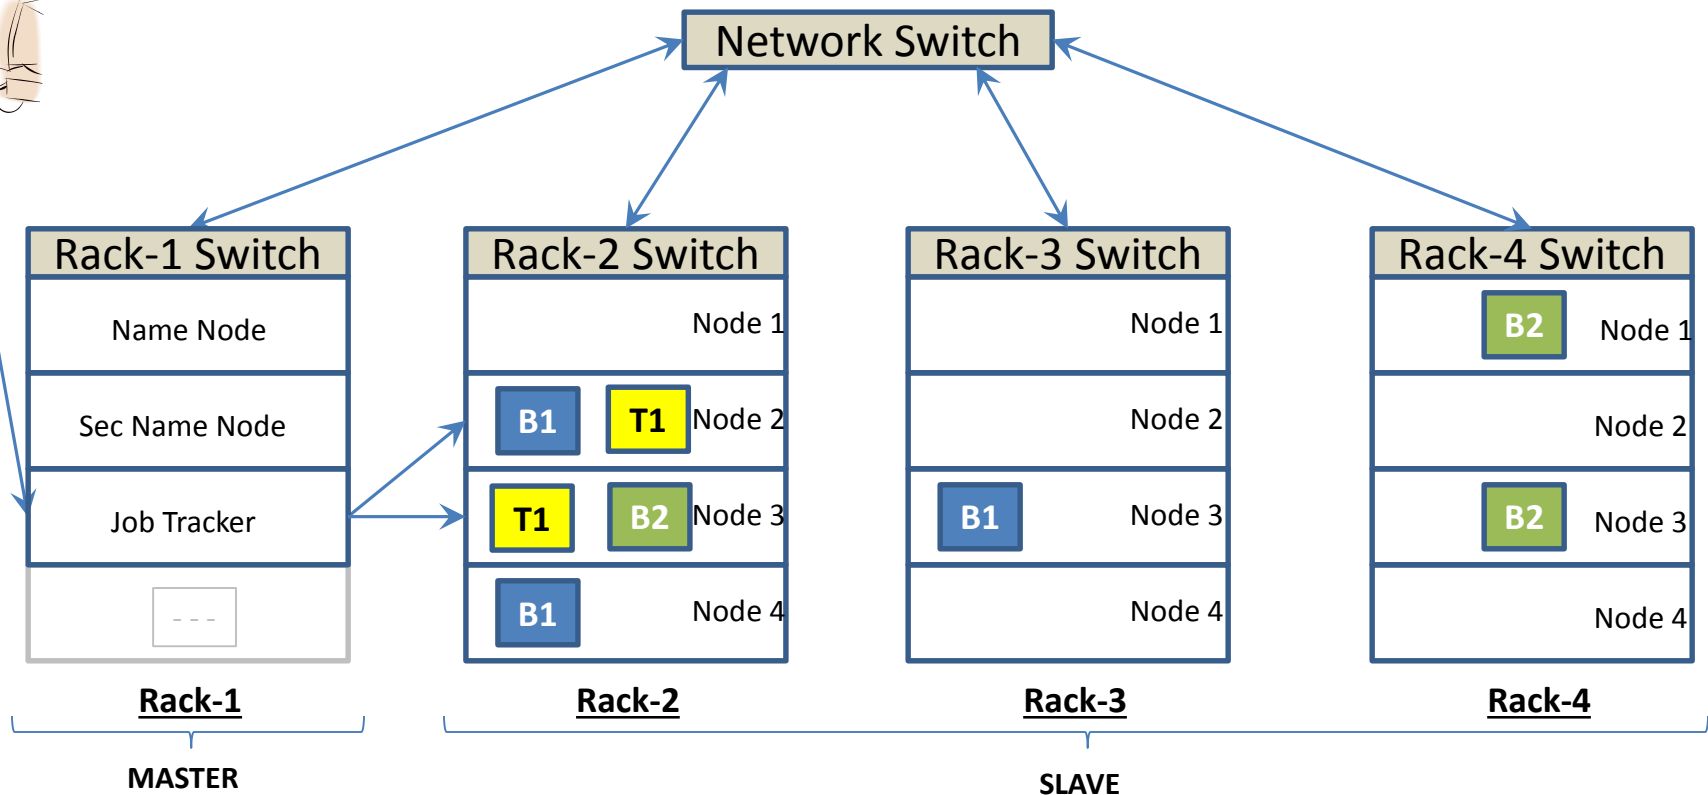 Network Switch
Rack-1 Switch
Name Node
Sec Name Node
Job Tracker
- - -
Rack-1
MASTER
Rack-2 Switch
Node 1
B1 T1 Node 2
T1 B2 Node 3
B1 Node 4
Rack-2
Rack-3 Switch
Node 1
Node 2
B1 Node 3
Node 4
Rack-3
Rack-4 Switch
B2 Node 1
Node 2
B2 Node 3
Node 4
Rack-4
SLAVE